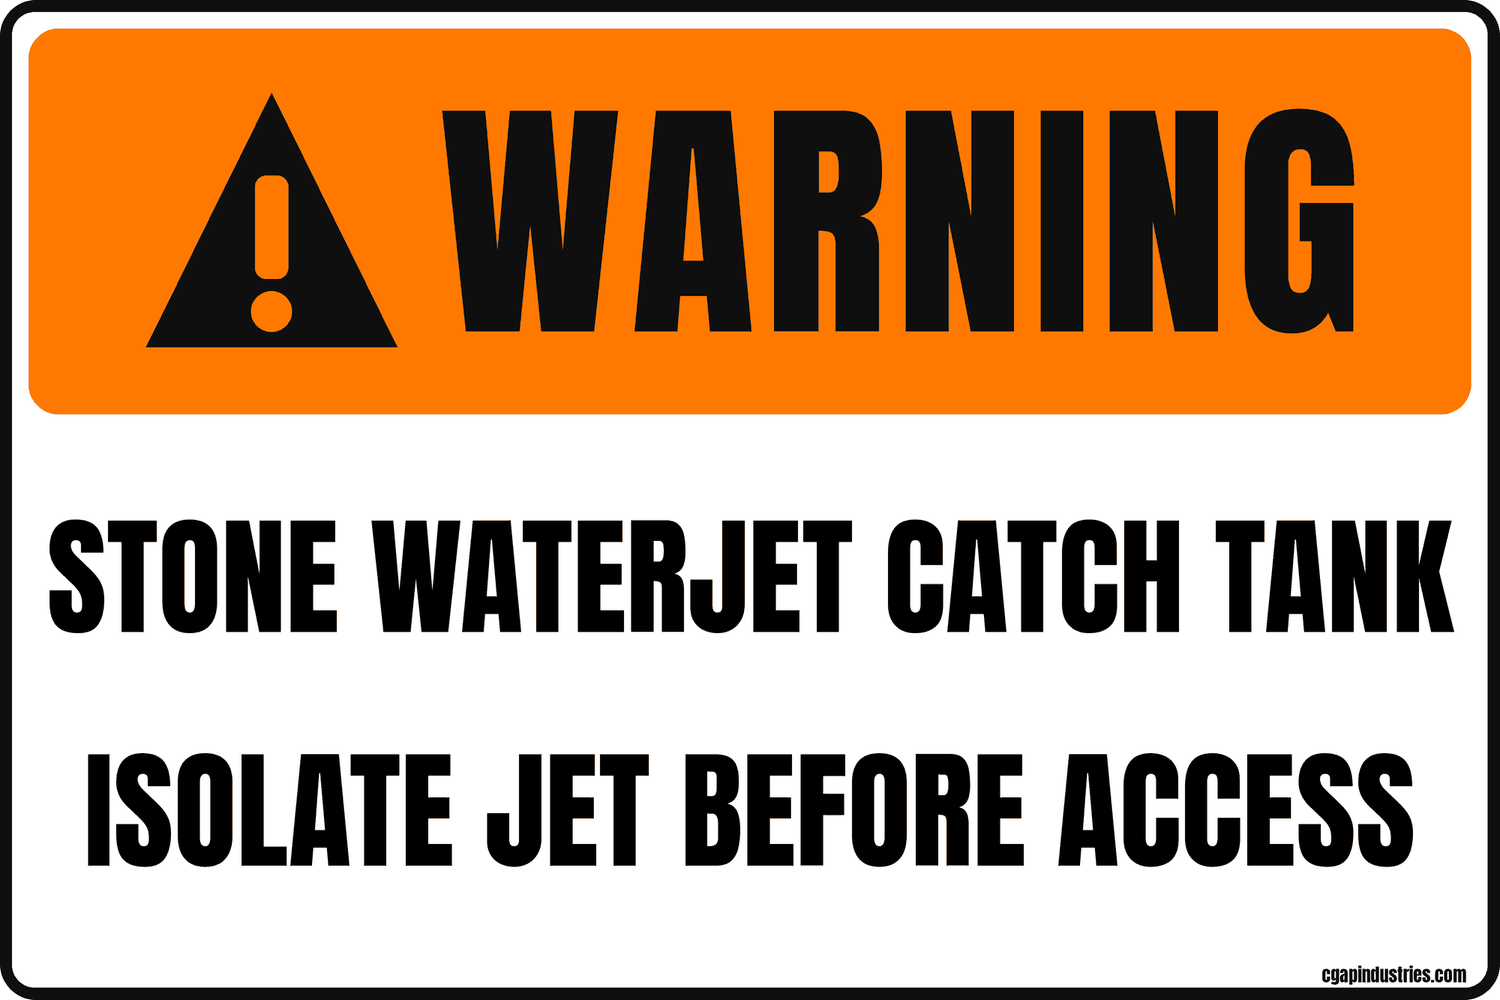 WARNING
STONE WATERJET CATCH TANK
ISOLATE JET BEFORE ACCESS
cgapindustries.com